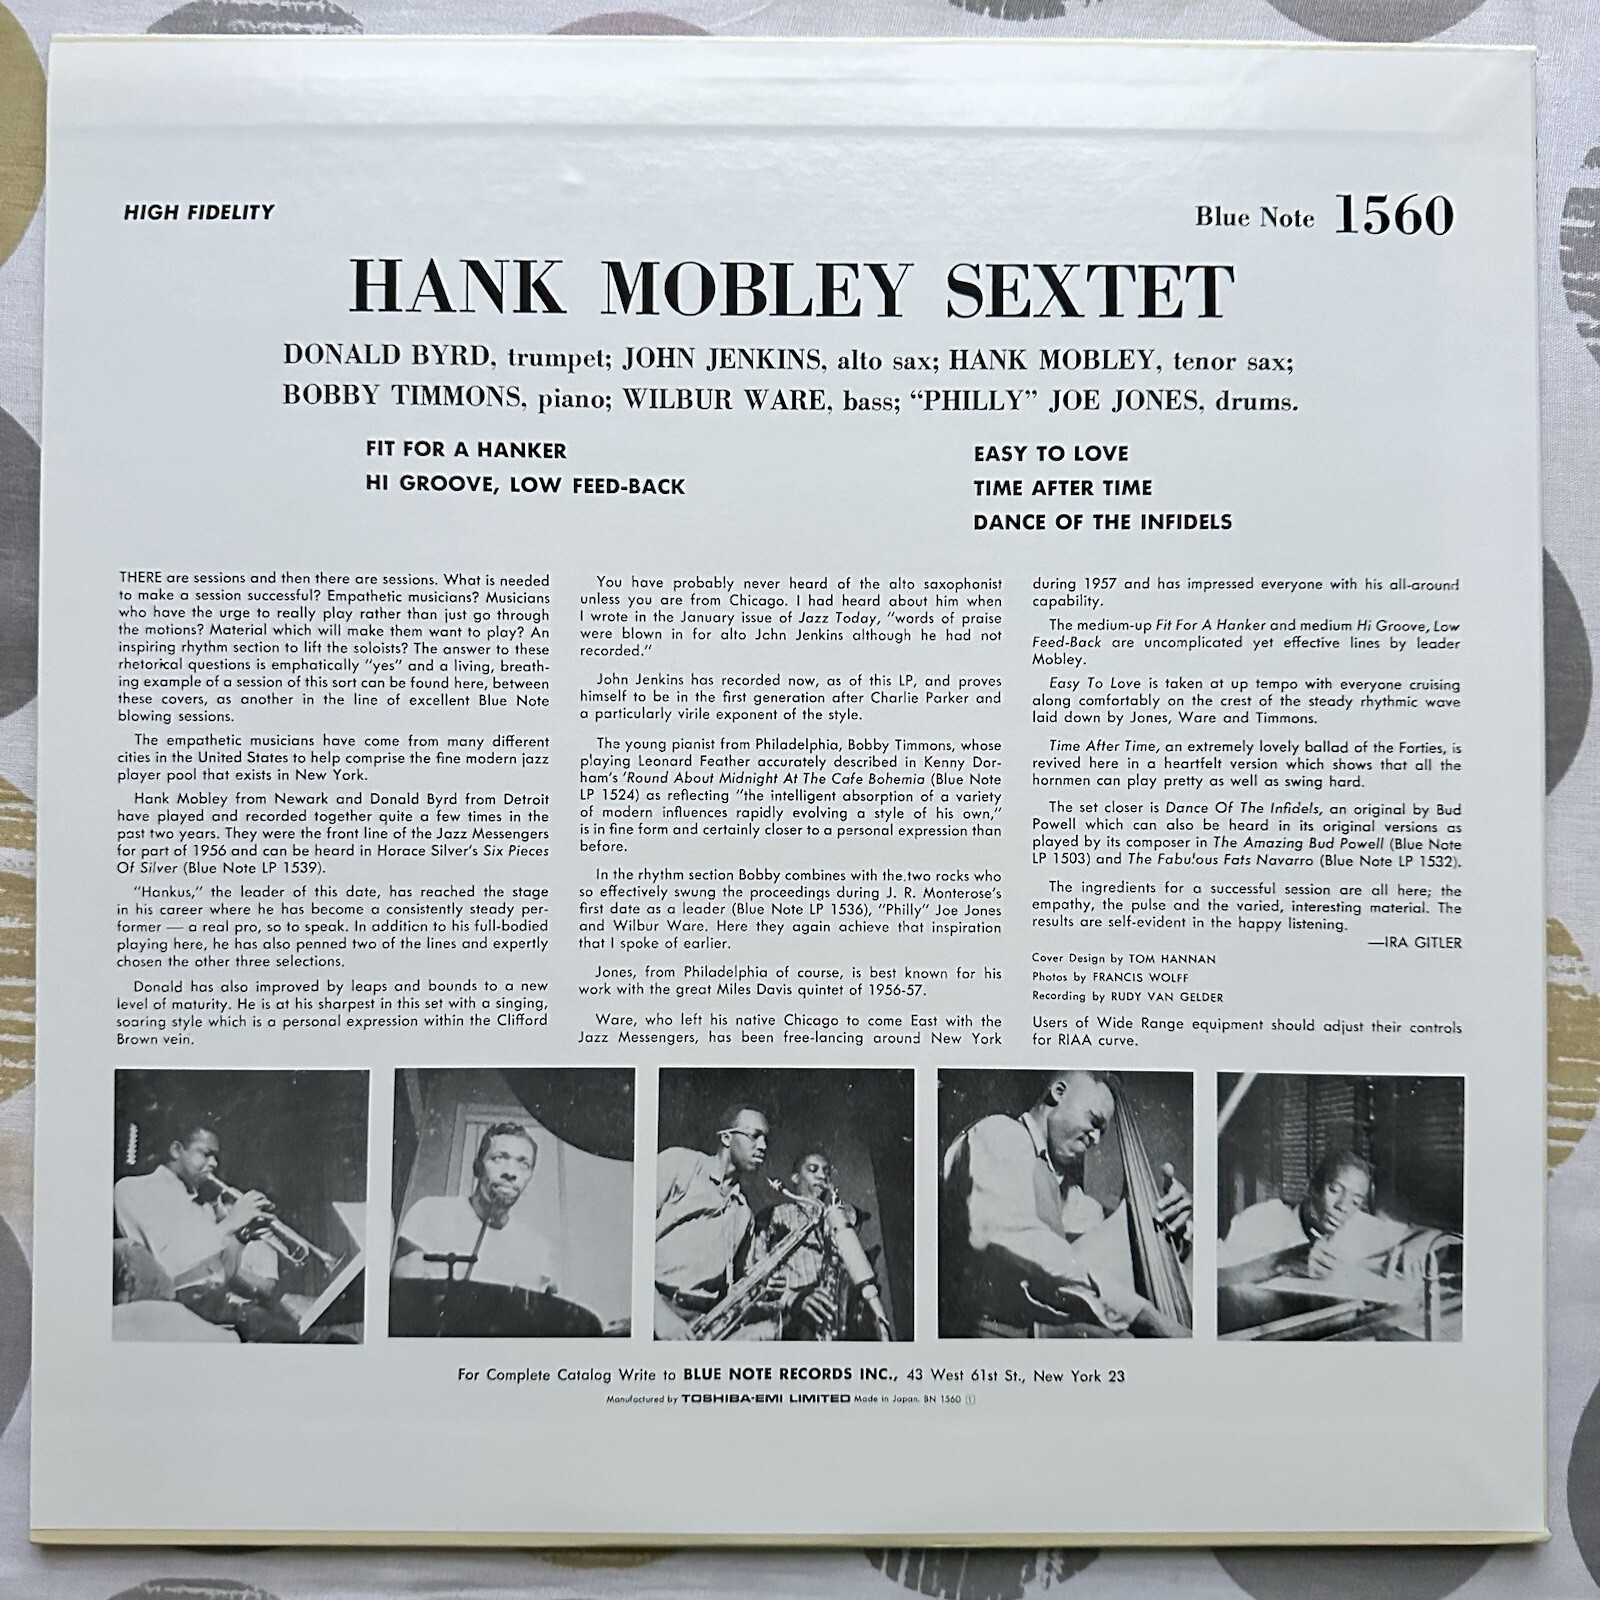 HIGH FIDELITY
Blue Note 1560
HANK MOBLEY SEXTET
DONALD BYRD, trumpet; JOHN JENKINS, alto sax; HANK MOBLEY, tenor sax;
BOBBY TIMMONS, piano; WILBUR WARE, bass; “PHILLY” JOE JONES, drums.
FIT FOR A HANKER
HI GROOVE, LOW FEED-BACK
EASY TO LOVE
TIME AFTER TIME
DANCE OF THE INFIDELS
THERE are sessions and then there are sessions. What is needed
to make a session successful? Empathetic musicians? Musicians
who have the urge to really play rather than just go through
the motions? Material which will make them want to play? An
inspiring rhythm section to lift the soloists? The answer to these
rhetorical questions is emphatically “yes” and a living, breath-
ing example of a session of this sort can be found here, between
these covers, as another in the line of excellent Blue Note
blowing sessions.
The empathetic musicians have come from many different
cities in the United States to help comprise the fine modern jazz
player pool that exists in New York.
Hank Mobley from Newark and Donald Byrd from Detroit
have played and recorded together quite a few times in the
past two years. They were the front line of the Jazz Messengers
for part of 1956 and can be heard in Horace Silver’s Six Pieces
Of Silver (Blue Note LP 1539).
“Hankus,” the leader of this date, has reached the stage
in his career where he has become a consistently steady per-
former — a real pro, so to speak. In addition to his full-bodied
playing here, he has also penned two of the lines and expertly
chosen the other three selections.
Donald has also improved by leaps and bounds to a new
level of maturity. He is at his sharpest in this set with a singing,
soaring style which is a personal expression within the Clifford
Brown vein.
You have probably never heard of the alto saxophonist
unless you are from Chicago. I had heard about him when
I wrote in the January issue of Jazz Today, “words of praise
were blown in for alto John Jenkins although he had not
recorded.”
John Jenkins has recorded now, as of this LP, and proves
himself to be in the first generation after Charlie Parker and
a particularly virile exponent of the style.
The young pianist from Philadelphia, Bobby Timmons, whose
playing Leonard Feather accurately described in Kenny Dor-
ham’s ‘Round About Midnight At The Cafe Bohemia (Blue Note
LP 1524) as reflecting “the intelligent absorption of a variety
of modern influences rapidly evolving a style of his own,”
is in fine form and certainly closer to a personal expression than
before.
In the rhythm section Bobby combines with the two rocks who
so effectively swung the proceedings during J. R. Monterose’s
first date as a leader (Blue Note LP 1536), “Philly” Joe Jones
and Wilbur Ware. Here they again achieve that inspiration
that I spoke of earlier.
Jones, from Philadelphia of course, is best known for his
work with the great Miles Davis quintet of 1956-57.
Ware, who left his native Chicago to come East with the
Jazz Messengers, has been free-lancing around New York
during 1957 and has impressed everyone with his all-around
capability.
The medium-up Fit For A Hanker and medium Hi Groove, Low
Feed-Back are uncomplicated yet effective lines by leader
Mobley.
Easy To Love is taken at up tempo with everyone cruising
along comfortably on the crest of the steady rhythmic wave
laid down by Jones, Ware and Timmons.
Time After Time, an extremely lovely ballad of the Forties, is
revived here in a heartfelt version which shows that all the
hornmen can play pretty as well as swing hard.
The set closer is Dance Of The Infidels, an original by Bud
Powell which can also be heard in its original versions as
played by its composer in The Amazing Bud Powell (Blue Note
LP 1503) and The Fabulous Fats Navarro (Blue Note LP 1532).
The ingredients for a successful session are all here; the
empathy, the pulse and the varied, interesting material. The
results are self-evident in the happy listening.
—IRA GITLER
Cover Design by TOM HANNAN
Photos by FRANCIS WOLFF
Recording by RUDY VAN GELDER
Users of Wide Range equipment should adjust their controls
for RIAA curve.
For Complete Catalog Write to BLUE NOTE RECORDS INC., 43 West 61st St., New York 23
Manufactured by TOSHIBA-EMI LIMITED Made in Japan. BN 1560 1